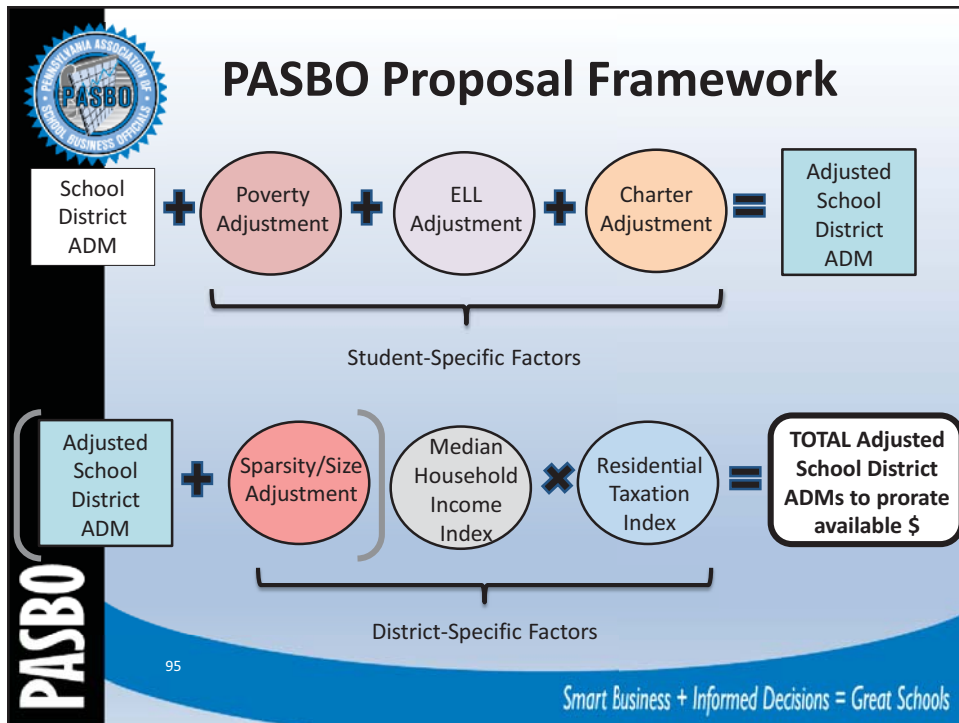 PENNSYLVANIA ASSOCIATION OF
PASBO
SCHOOL BUSINESS OFFICIALS
PASBO Proposal Framework
School
District
ADM
+
Poverty
Adjustment
+
ELL
Adjustment
+
Charter
Adjustment
=
Adjusted
School
District
ADM
Student-Specific Factors
(
Adjusted
School
District
ADM
+
Sparsity/Size
Adjustment
)
Median
Household
Income
Index
×
Residential
Taxation
Index
=
TOTAL Adjusted
School District
ADMs to prorate
available $
District-Specific Factors
PASBO
95
Smart Business + Informed Decisions = Great Schools